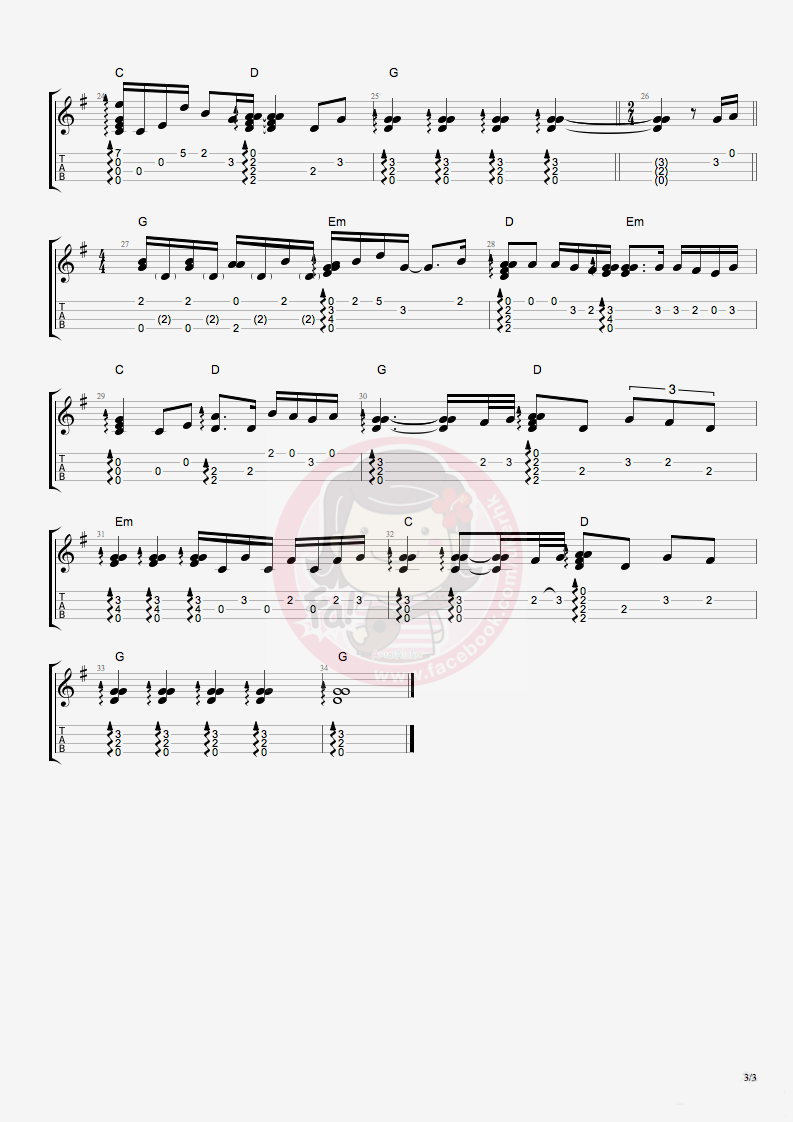 C D G
24 25 26
2
4
T 7 0 5 2 0 3 3 3 3 (3) 0
A 0 0 3 2 3 2 2 2 2 (2) 3
B 0 0 2 2 0 0 0 0 (0)
0 2
G Em D Em
27 28
4
4
T 2 2 0 2 0 2 5 2 0 0 0
A 3 3 2 3 2 3 3 3 2 0 3
B (2) (2) (2) (2) 4 2 4
0 0 2 0 2 0
C D G D
29 30
3
T 2 0 0 0
A 0 0 3 3 2 3 2 3 2
B 0 0 2 2 2 2 2 2
0 2 0 2
Em C D
31 32
T 0
A 3 3 3 3 2 2 3 3 3 2 3 2 3 2
B 4 4 4 0 0 0 0 0 2 2
0 0 0 0 0 2
G G
33 34
T
A 3 3 3 3 3
B 2 2 2 2 2
0 0 0 0 0
Ta!
www.facebook.com
3/3